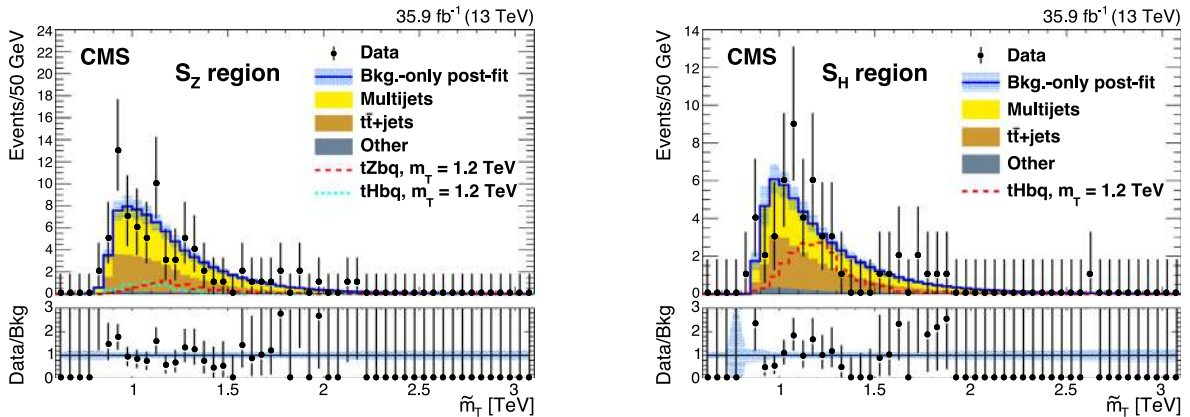 35.9 fb⁻¹ (13 TeV)
Events/50 GeV
24
22
20
18
16
14
12
10
8
6
4
2
0
CMS
S_Z region
Data
Bkg.-only post-fit
Multijets
tt̄+jets
Other
tZbq, m_T = 1.2 TeV
tHbq, m_T = 1.2 TeV
Data/Bkg
3
2
1
0
1 1.5 2 2.5 3
m̃_T [TeV]
35.9 fb⁻¹ (13 TeV)
Events/50 GeV
14
12
10
8
6
4
2
0
CMS
S_H region
Data
Bkg.-only post-fit
Multijets
tt̄+jets
Other
tHbq, m_T = 1.2 TeV
Data/Bkg
3
2
1
0
1 1.5 2 2.5 3
m̃_T [TeV]